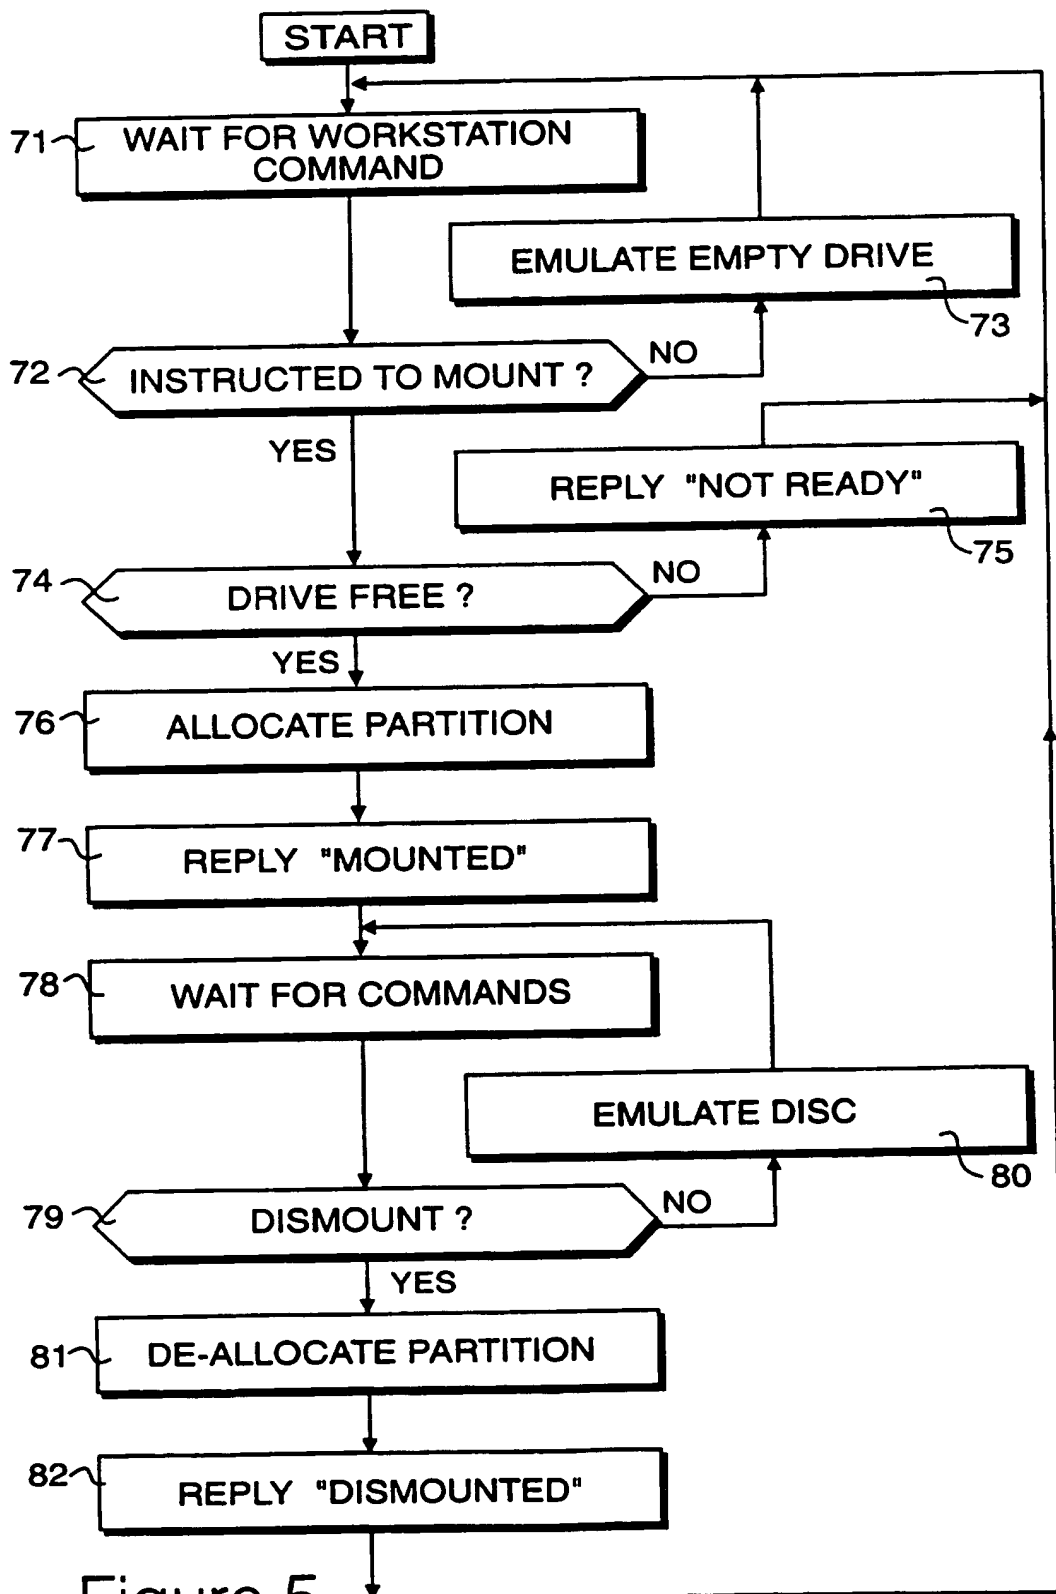 START
71
WAIT FOR WORKSTATION
COMMAND
EMULATE EMPTY DRIVE
73
72
INSTRUCTED TO MOUNT ?
NO
YES
REPLY "NOT READY"
75
74
DRIVE FREE ?
NO
YES
76
ALLOCATE PARTITION
77
REPLY "MOUNTED"
78
WAIT FOR COMMANDS
EMULATE DISC
80
79
DISMOUNT ?
NO
YES
81
DE-ALLOCATE PARTITION
82
REPLY "DISMOUNTED"
Figure 5